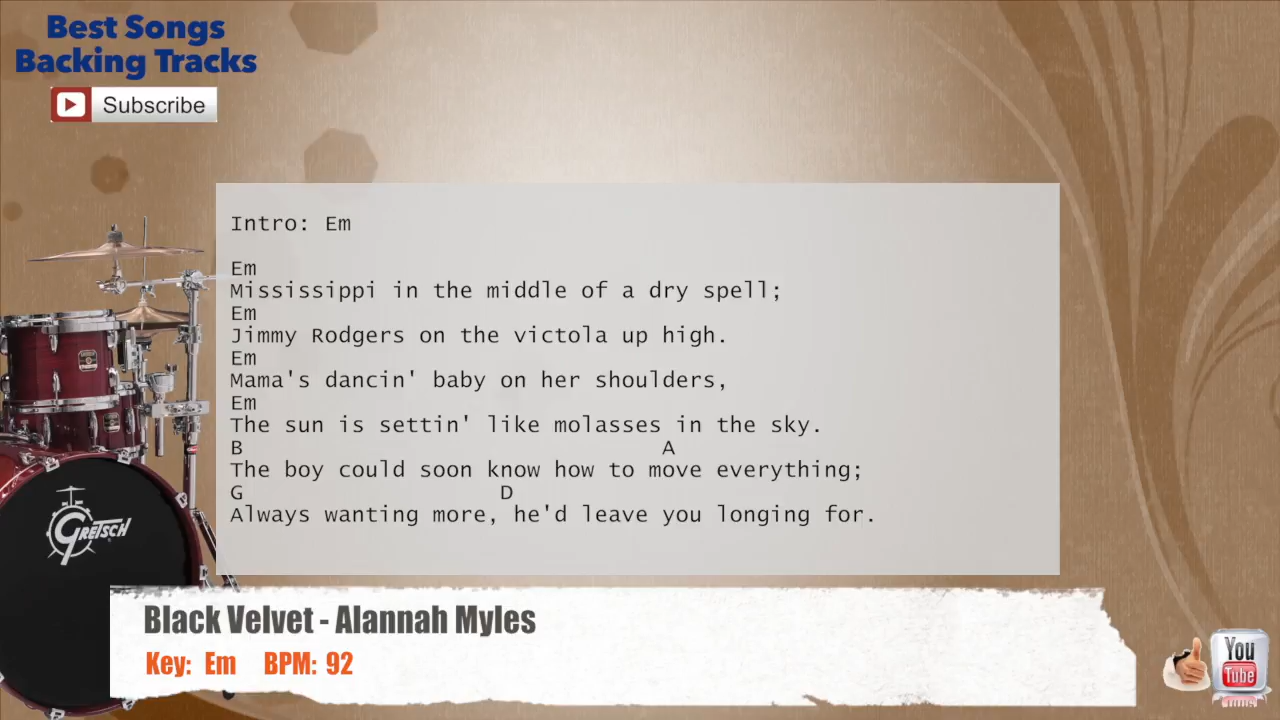 Best Songs
Backing Tracks
Subscribe
Intro: Em
Em
Mississippi in the middle of a dry spell;
Em
Jimmy Rodgers on the victola up high.
Em
Mama's dancin' baby on her shoulders,
Em
The sun is settin' like molasses in the sky.
B A
The boy could soon know how to move everything;
G D
Always wanting more, he'd leave you longing for.
GRETSCH
Black Velvet - Alannah Myles
Key: Em BPM: 92
You
Tube